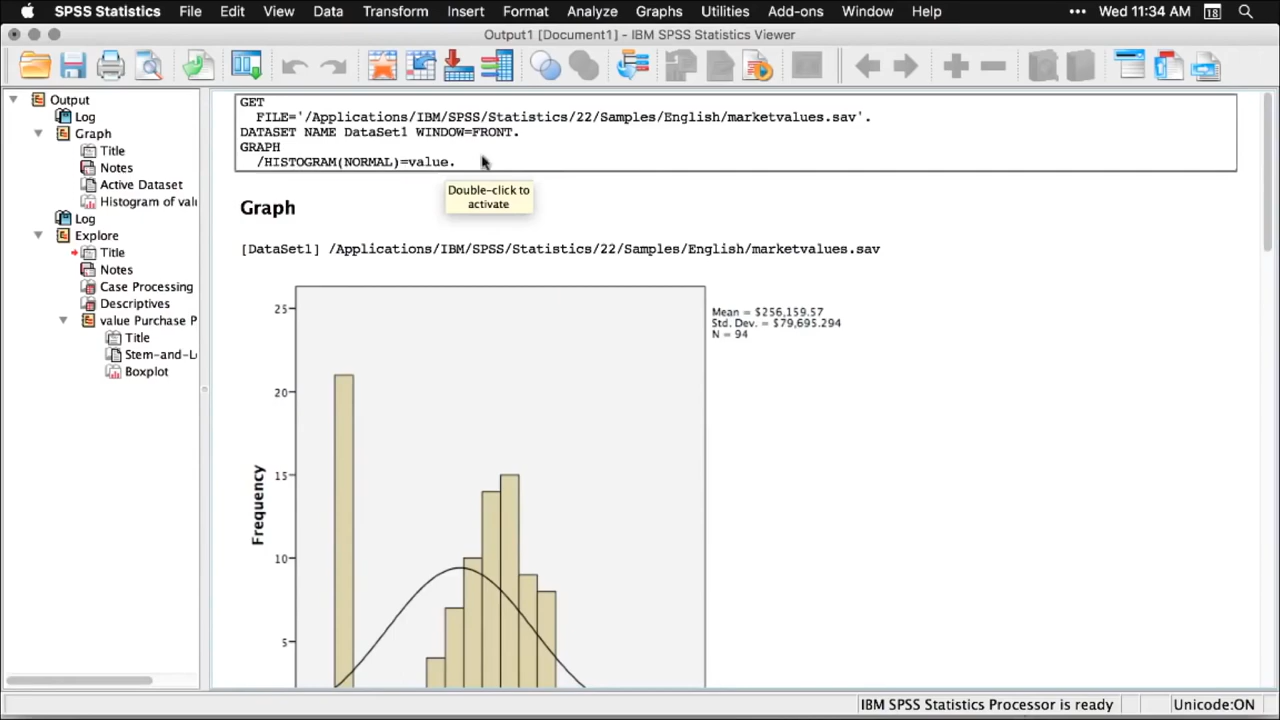 SPSS Statistics File Edit View Data Transform Insert Format Analyze Graphs Utilities Add-ons Window Help ••• Wed 11:34 AM 18
Output1 [Document1] - IBM SPSS Statistics Viewer
Output
Log
Graph
Title
Notes
Active Dataset
Histogram of valu
Log
Explore
Title
Notes
Case Processing
Descriptives
value Purchase P
Title
Stem-and-Le
Boxplot
GET
FILE='/Applications/IBM/SPSS/Statistics/22/Samples/English/marketvalues.sav'.
DATASET NAME DataSet1 WINDOW=FRONT.
GRAPH
/HISTOGRAM(NORMAL)=value.
Double-click to
activate
Graph
[DataSet1] /Applications/IBM/SPSS/Statistics/22/Samples/English/marketvalues.sav
Mean = $256,159.57
Std. Dev. = $79,695.294
N = 94
25
20
15
10
5
Frequency
IBM SPSS Statistics Processor is ready Unicode:ON